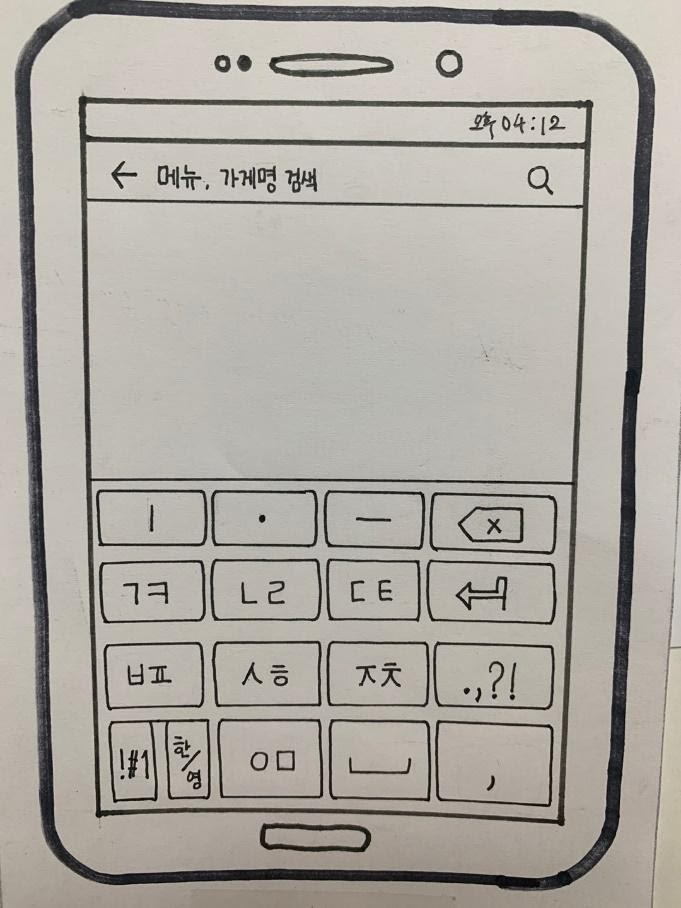 오후 04:12
← 메뉴, 가게명 검색
ㅣ · ㅡ x
ㄱㅋ ㄴㄹ ㄷㅌ
ㅂㅍ ㅅㅎ ㅈㅊ .,?!
!#1 한/영 ㅇㅁ ,